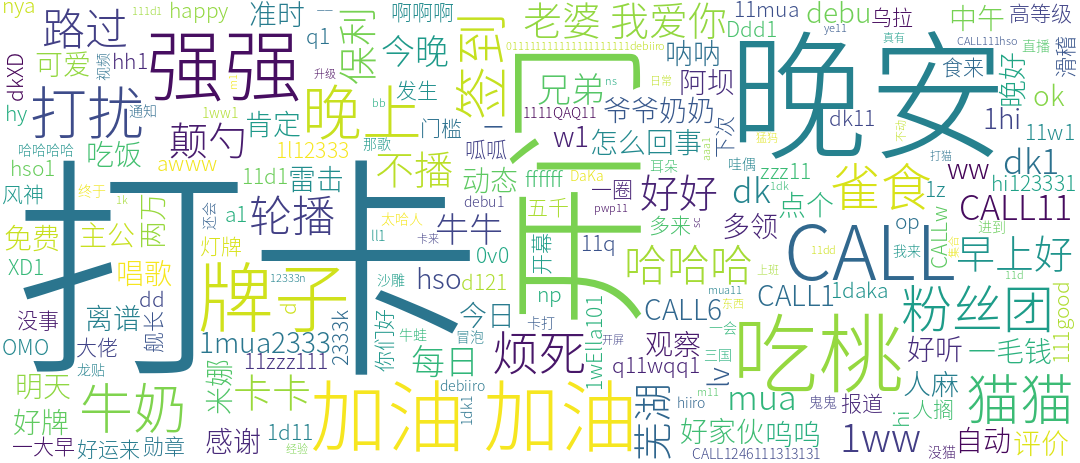 nya
111d1
happy
准时
啊啊啊
老婆
我爱你
11mua
debu
乌拉
中午
高等级
路过
强强
一一
q1
保利
签到
01111111111111111111debiiro
Ddd1
ye11
真有
CALL111hso
直播
滑稽
dkXD
可爱
视频
hh1
m1
升级
今晚
呐呐
阿坝
晚安
食来
晚好
ok
打扰
hy
通知
1ww1
晚上
bb
发生
兄弟
ns
日常
1111QAQ11
爷爷奶奶
下次
dk11
猛犸
不动
1hi
11w1
哈哈哈哈
颠勺
肯定
1l12333
那歌
门槛
一
呱呱
w1
怎么回事
aaa1
哇偶
打猫
没猫
吃饭
hso1
awww
不播
动态
ffffff
DaKa
耳朵
zzz11
ww
dk1
hi123331
打卡
风神
终于
1k
11d1
雷击
debu1
五千
一圈
pwp11
好好
dk
1dk
点个
雀食
1z
CALL11
免费
主公
两万
还会
a1
轮播
太哈人
ll1
卡来
牛牛
开幕
多来
sc
多领
op
我来
CALLw
进到
早上好
XD1
唱歌
灯牌
牌子
12333n
沙雕
hso
0v0
d121
11q
哈哈哈
11dd
上班
CALL
11d
没事
dd
离谱
d
np
卡打
1wElla101
CALL6
mua11
东西
CALL1
1daka
粉丝团
111good
OMO
大佬
舰长
1mua2333
2333k
你们好
牛蛙
冒泡
今日
烦死
开屏
观察
一会
三国
吃桃
好听
一毛钱
明天
龙贴
11zzz111
每日
debiiro
q11wqq1
lv
m11
人麻
猫猫
好牌
牛奶
米娜
卡卡
加油
加油
1dk1
芜湖
hiiro
mua
鬼鬼
报道
hi
人搁
一大早
好运来
勋章
感谢
1d11
经验
好家伙
呜呜
CALL1246111313131
1ww
自动
评价